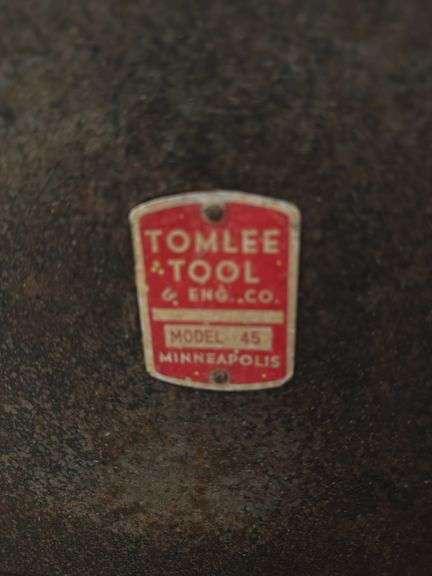 TOMLEE
TOOL
& ENG. CO.
MODEL 45
MINNEAPOLIS